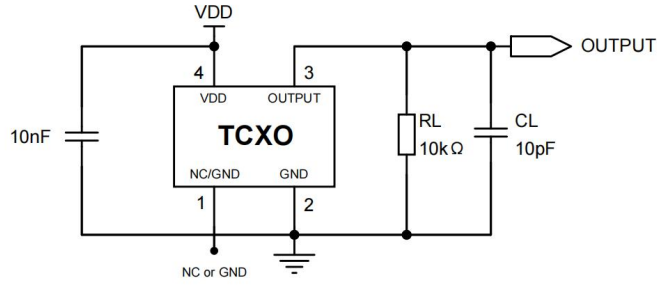 VDD
OUTPUT
4
3
VDD
OUTPUT
10nF
TCXO
RL
10kΩ
CL
10pF
NC/GND
GND
1
2
NC or GND